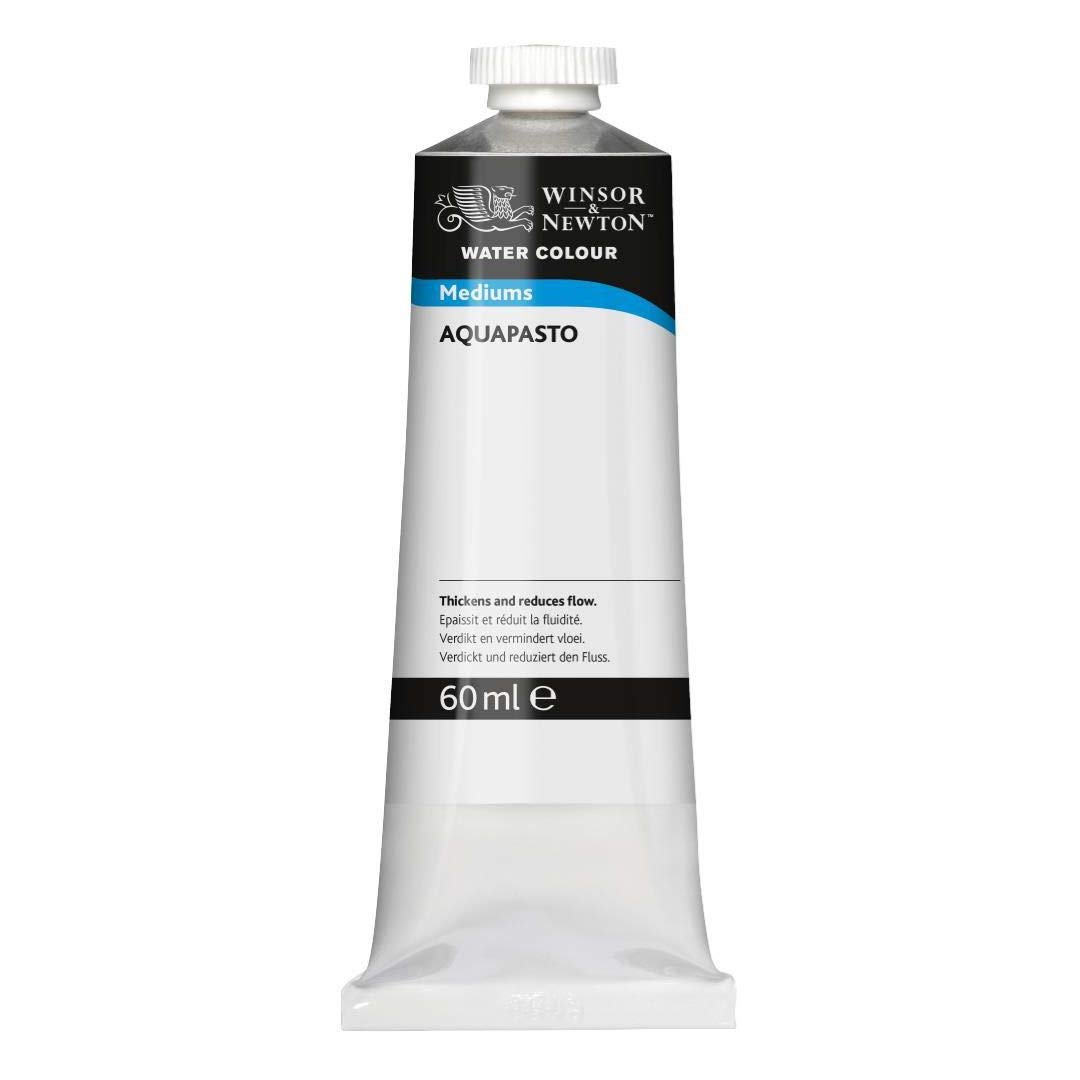 WINSOR
&
NEWTON™
WATER COLOUR
Mediums
AQUAPASTO
Thickens and reduces flow.
Epaissit et réduit la fluidité.
Verdikt en vermindert vloei.
Verdickt und reduziert den Fluss.
60 ml ℮